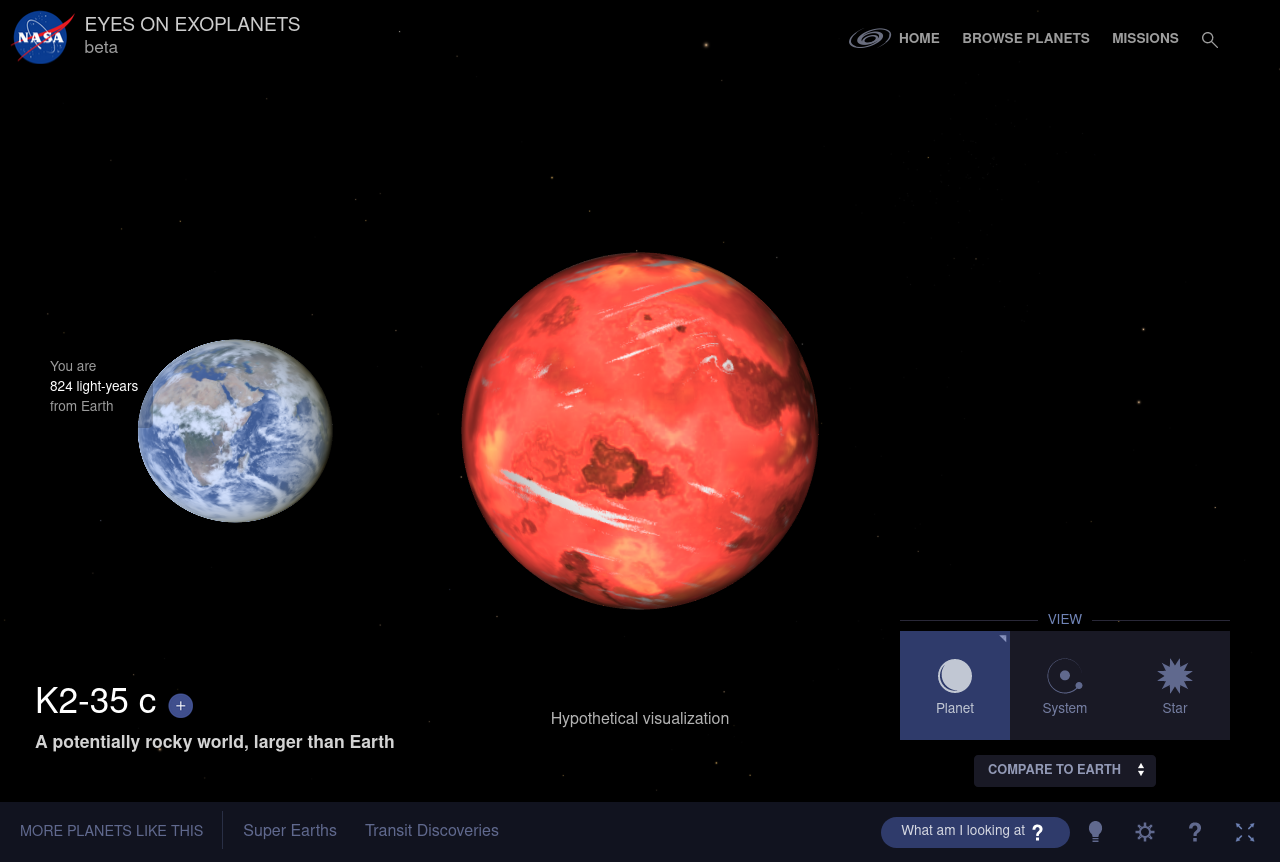 NASA
EYES ON EXOPLANETS
beta
HOME
BROWSE PLANETS
MISSIONS
You are
824 light-years
from Earth
K2-35 c +
A potentially rocky world, larger than Earth
Hypothetical visualization
VIEW
Planet
System
Star
COMPARE TO EARTH
MORE PLANETS LIKE THIS
Super Earths
Transit Discoveries
What am I looking at ?
?